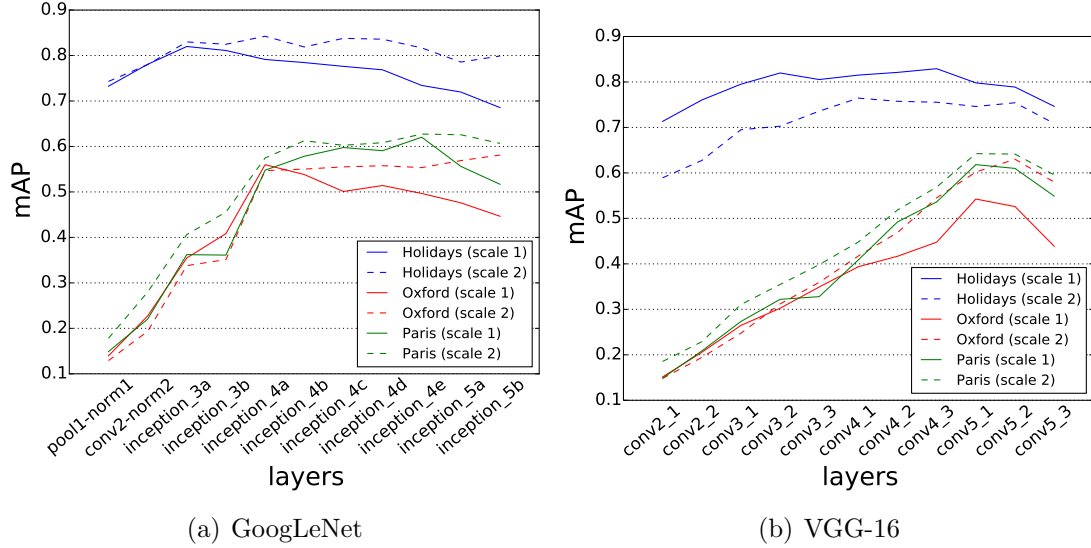 0.9
0.8
0.7
0.6
0.5
0.4
0.3
0.2
0.1
mAP
Holidays (scale 1)
Holidays (scale 2)
Oxford (scale 1)
Oxford (scale 2)
Paris (scale 1)
Paris (scale 2)
pool1-norm1
conv2-norm2
inception_3a
inception_3b
inception_4a
inception_4b
inception_4c
inception_4d
inception_4e
inception_5a
inception_5b
layers
(a) GoogLeNet
0.9
0.8
0.7
0.6
0.5
0.4
0.3
0.2
0.1
mAP
Holidays (scale 1)
Holidays (scale 2)
Oxford (scale 1)
Oxford (scale 2)
Paris (scale 1)
Paris (scale 2)
conv2_1
conv2_2
conv3_1
conv3_2
conv3_3
conv4_1
conv4_2
conv4_3
conv5_1
conv5_2
conv5_3
layers
(b) VGG-16